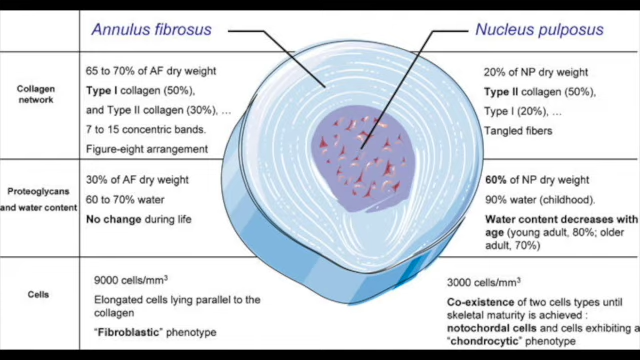 Annulus fibrosus
Nucleus pulposus
Collagen
network
65 to 70% of AF dry weight
Type I collagen (50%),
and Type II collagen (30%), ...
7 to 15 concentric bands.
Figure-eight arrangement
20% of NP dry weight
Type II collagen (50%),
Type I (20%), ...
Tangled fibers
Proteoglycans
and water content
30% of AF dry weight
60 to 70% water
No change during life
60% of NP dry weight
90% water (childhood).
Water content decreases with
age (young adult, 80%; older
adult, 70%)
Cells
9000 cells/mm³
Elongated cells lying parallel to the
collagen
"Fibroblastic" phenotype
3000 cells/mm³
Co-existence of two cells types until
skeletal maturity is achieved :
notochordal cells and cells exhibiting a
"chondrocytic" phenotype